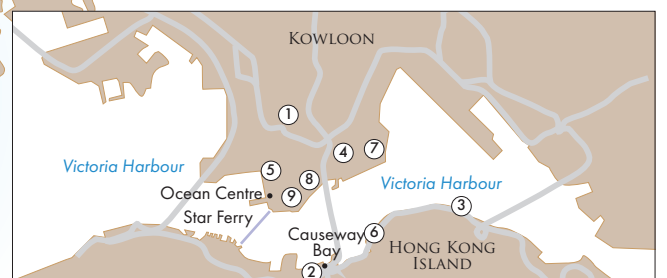 KOWLOON
1
4
7
5
Victoria Harbour
8
Victoria Harbour
Ocean Centre
9
3
Star Ferry
6
Causeway
Bay
HONG KONG
ISLAND
2